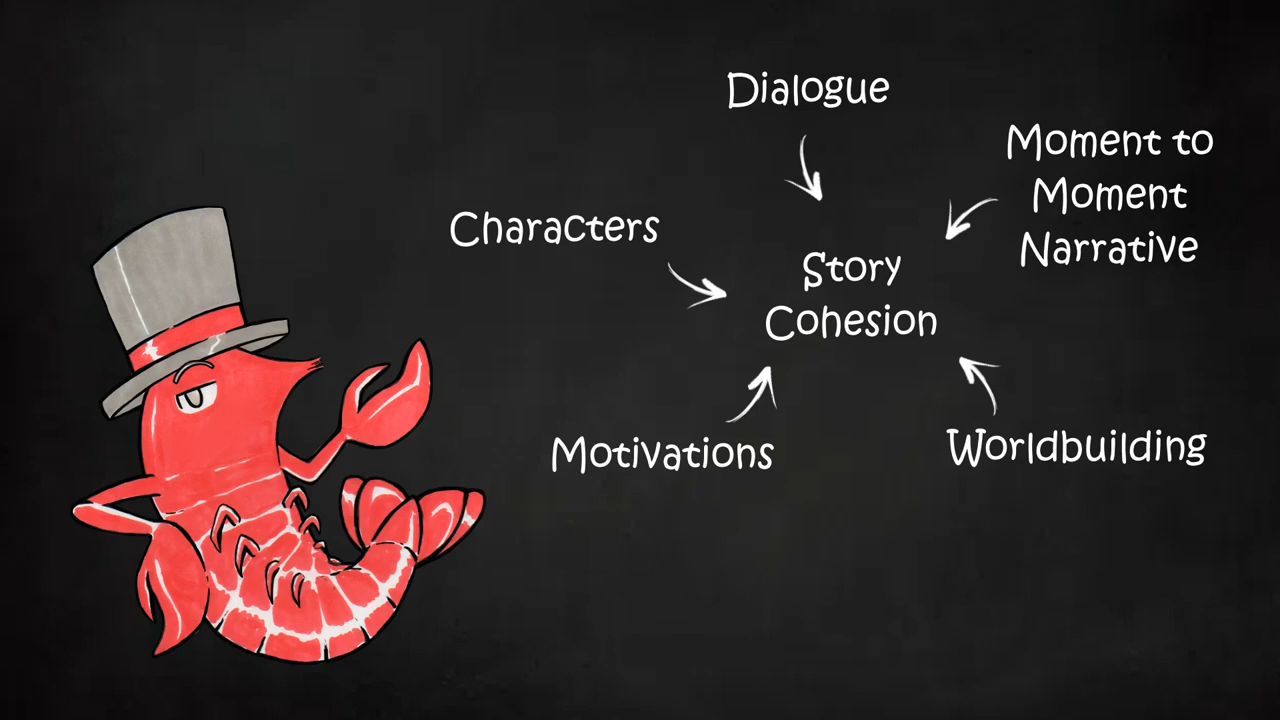 Dialogue
Moment to
Moment
Narrative
Characters
Story
Cohesion
Motivations
Worldbuilding